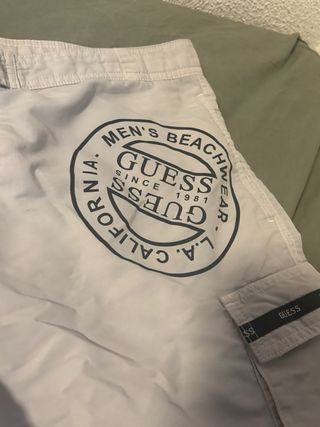 MEN'S BEACHWEAR - L.A. CALIFORNIA.
GUESS
SINCE 1981
GUESS
GUESS